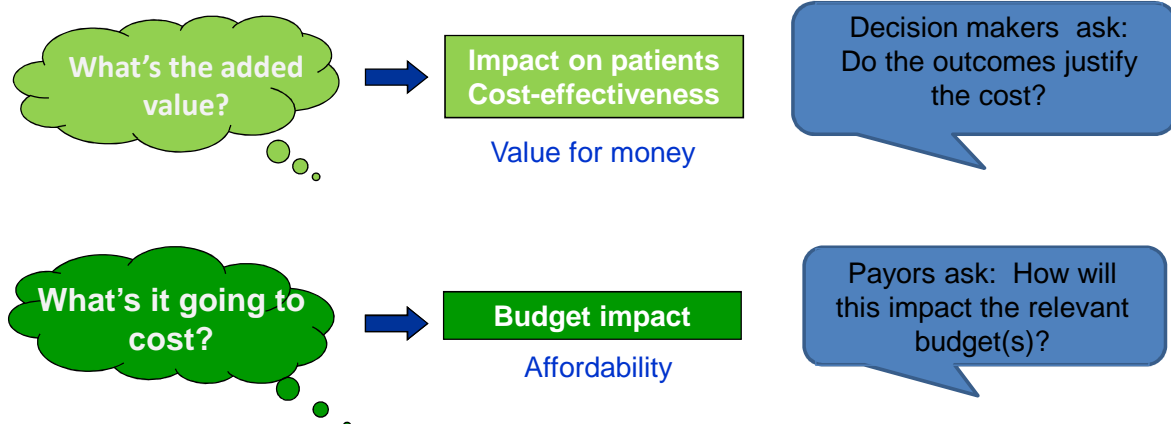 What's the added
value?
Impact on patients
Cost-effectiveness
Value for money
Decision makers  ask:
Do the outcomes justify
the cost?
What's it going to
cost?
Budget impact
Affordability
Payors ask:  How will
this impact the relevant
budget(s)?